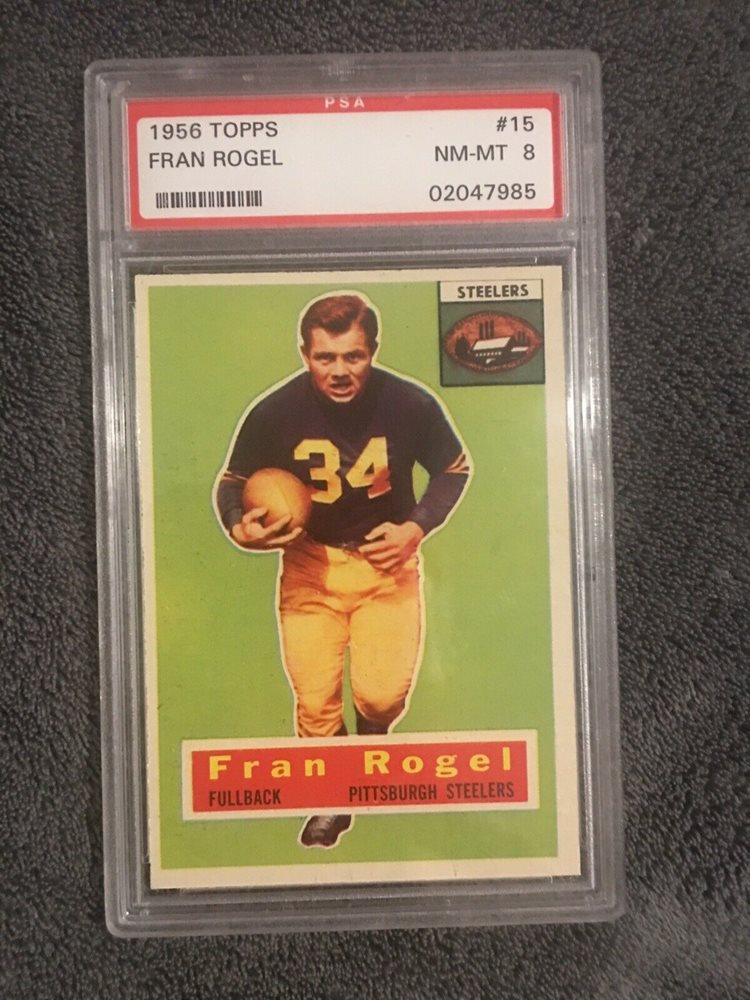 PSA
1956 TOPPS #15
FRAN ROGEL NM-MT 8
02047985
STEELERS
34
Fran Rogel
FULLBACK PITTSBURGH STEELERS